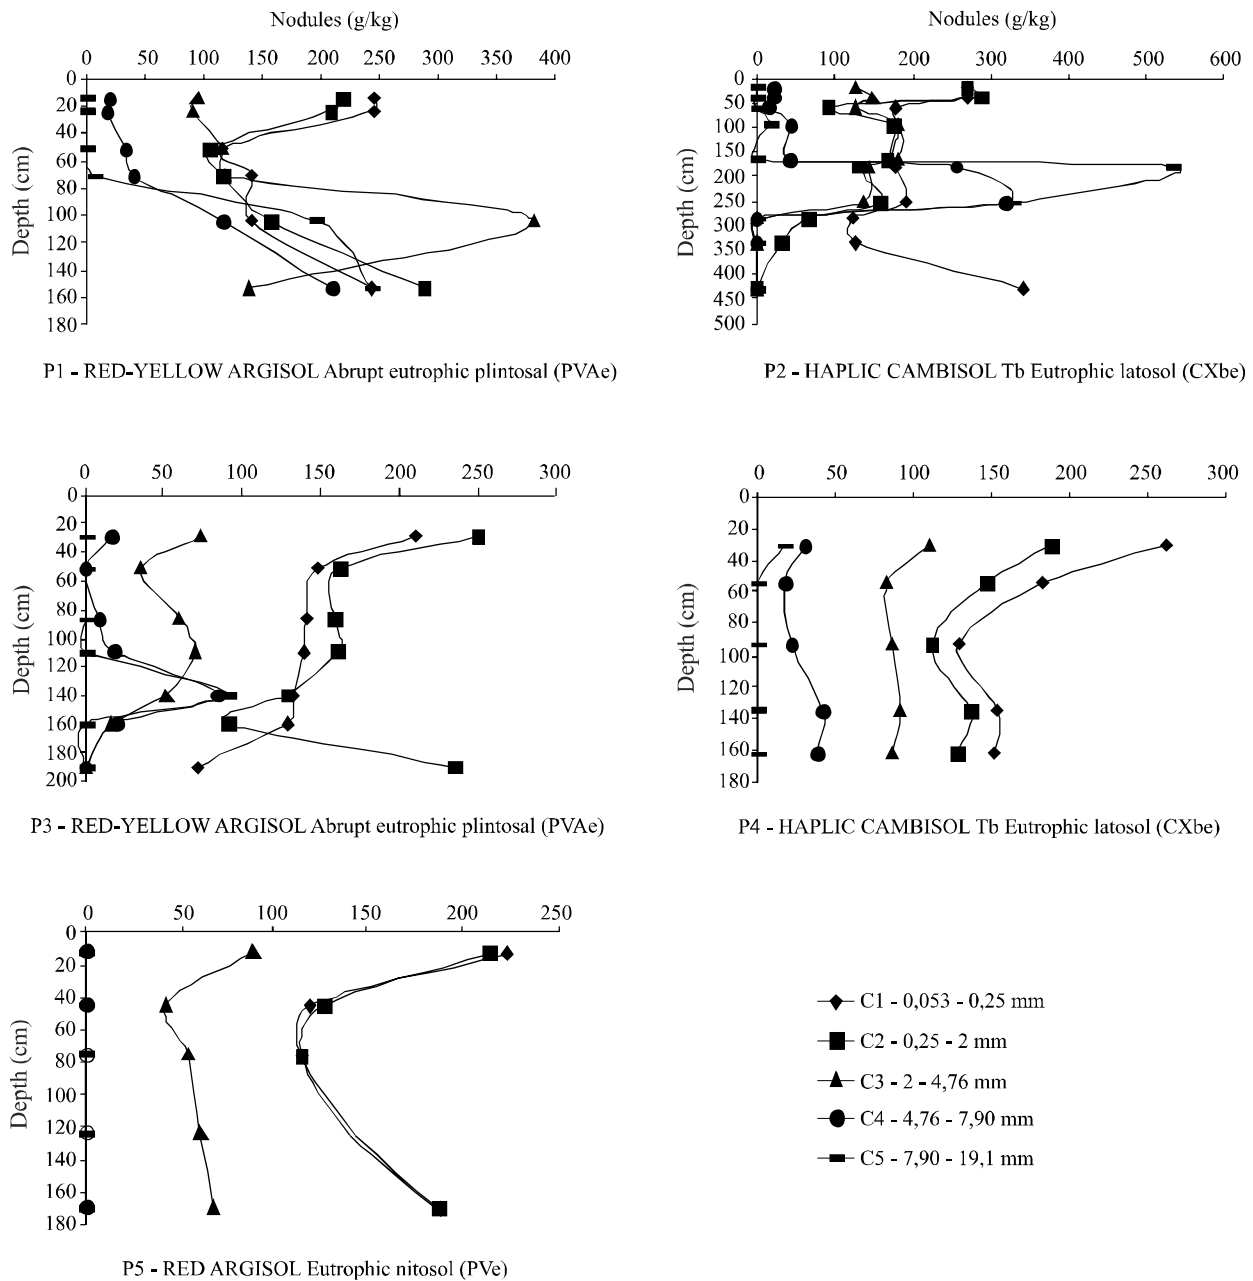 Nodules (g/kg)
0 50 100 150 200 250 300 350 400
0
20
40
60
80
100
120
140
160
180
Depth (cm)
P1 - RED-YELLOW ARGISOL Abrupt eutrophic plintosal (PVAe)
Nodules (g/kg)
0 100 200 300 400 500 600
0
50
100
150
200
250
300
350
400
450
500
Depth (cm)
P2 - HAPLIC CAMBISOL Tb Eutrophic latosol (CXbe)
0 50 100 150 200 250 300
0
20
40
60
80
100
120
140
160
180
200
Depth (cm)
P3 - RED-YELLOW ARGISOL Abrupt eutrophic plintosal (PVAe)
0 50 100 150 200 250 300
0
20
40
60
80
100
120
140
160
180
Depth (cm)
P4 - HAPLIC CAMBISOL Tb Eutrophic latosol (CXbe)
0 50 100 150 200 250
0
20
40
60
80
100
120
140
160
180
Depth (cm)
P5 - RED ARGISOL Eutrophic nitosol (PVe)
C1 - 0,053 - 0,25 mm
C2 - 0,25 - 2 mm
C3 - 2 - 4,76 mm
C4 - 4,76 - 7,90 mm
C5 - 7,90 - 19,1 mm